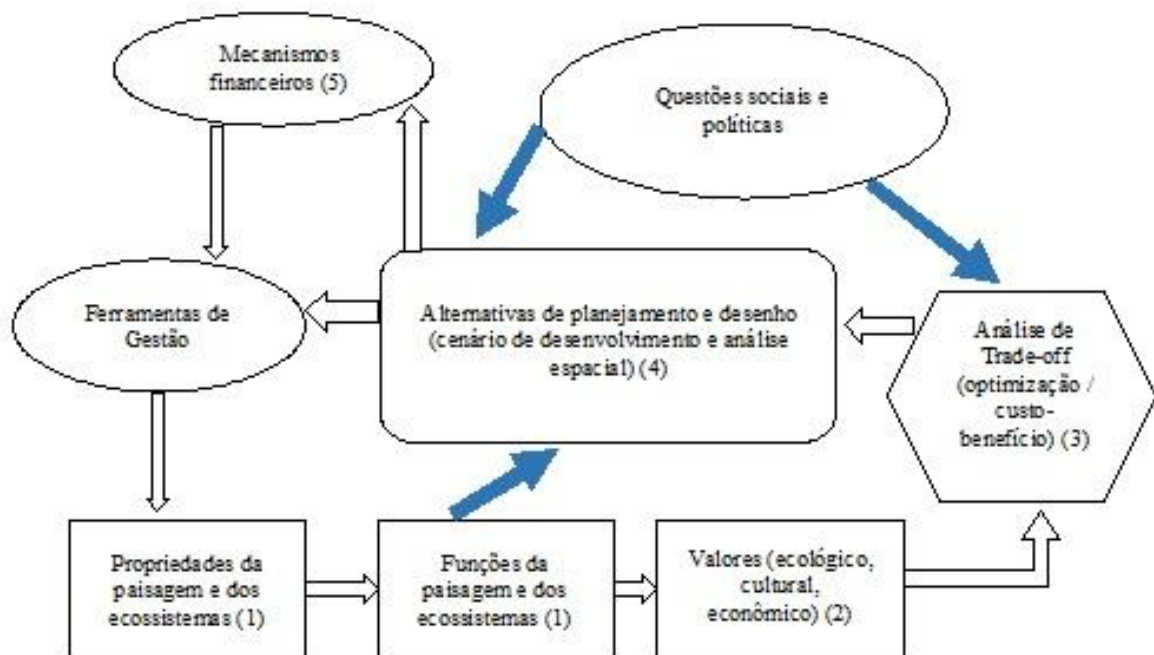 Mecanismos
financeiros (5)
Questões sociais e
políticas
Ferramentas de
Gestão
Alternativas de planejamento e desenho
(cenário de desenvolvimento e análise
espacial) (4)
Análise de
Trade-off
(optimização /
custo-
benefício) (3)
Propriedades da
paisagem e dos
ecossistemas (1)
Funções da
paisagem e dos
ecossistemas (1)
Valores (ecológico,
cultural,
econômico) (2)